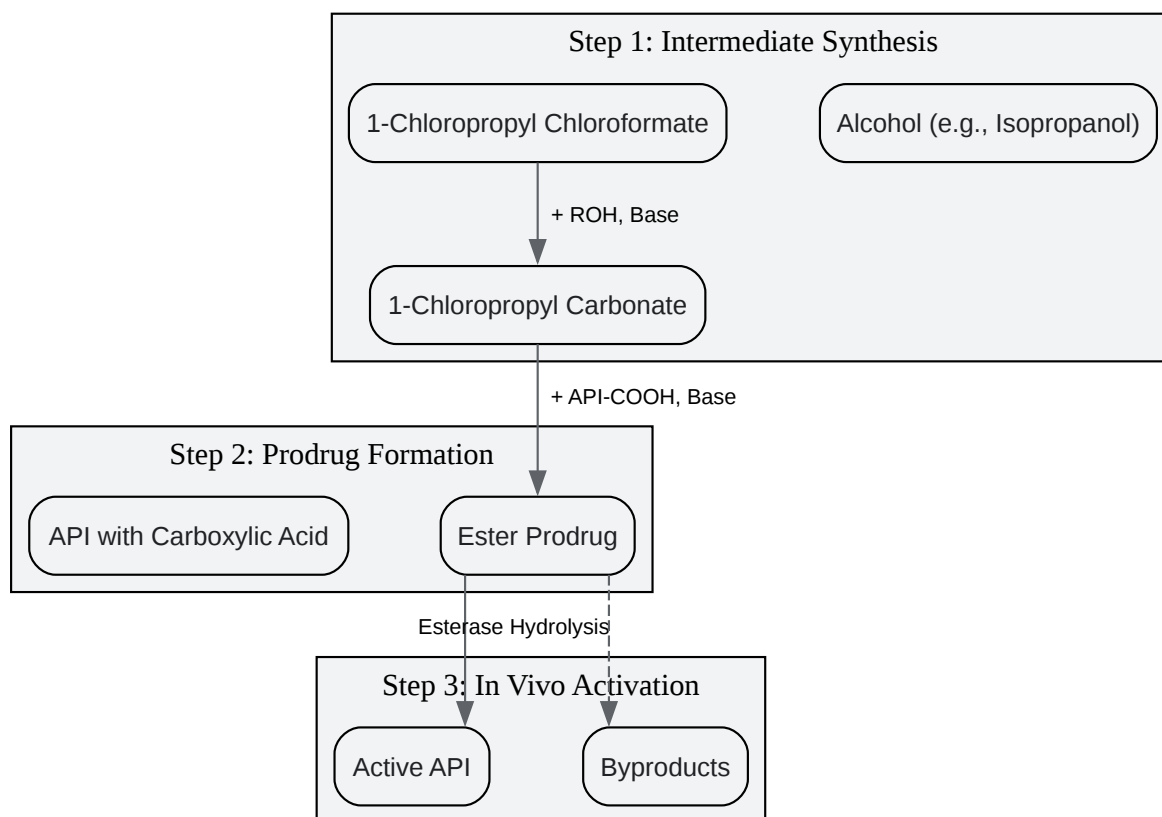 Step 1: Intermediate Synthesis
1-Chloropropyl Chloroformate
Alcohol (e.g., Isopropanol)
+ ROH, Base
1-Chloropropyl Carbonate
+ API-COOH, Base
Step 2: Prodrug Formation
API with Carboxylic Acid
Ester Prodrug
Esterase Hydrolysis
Step 3: In Vivo Activation
Active API
Byproducts